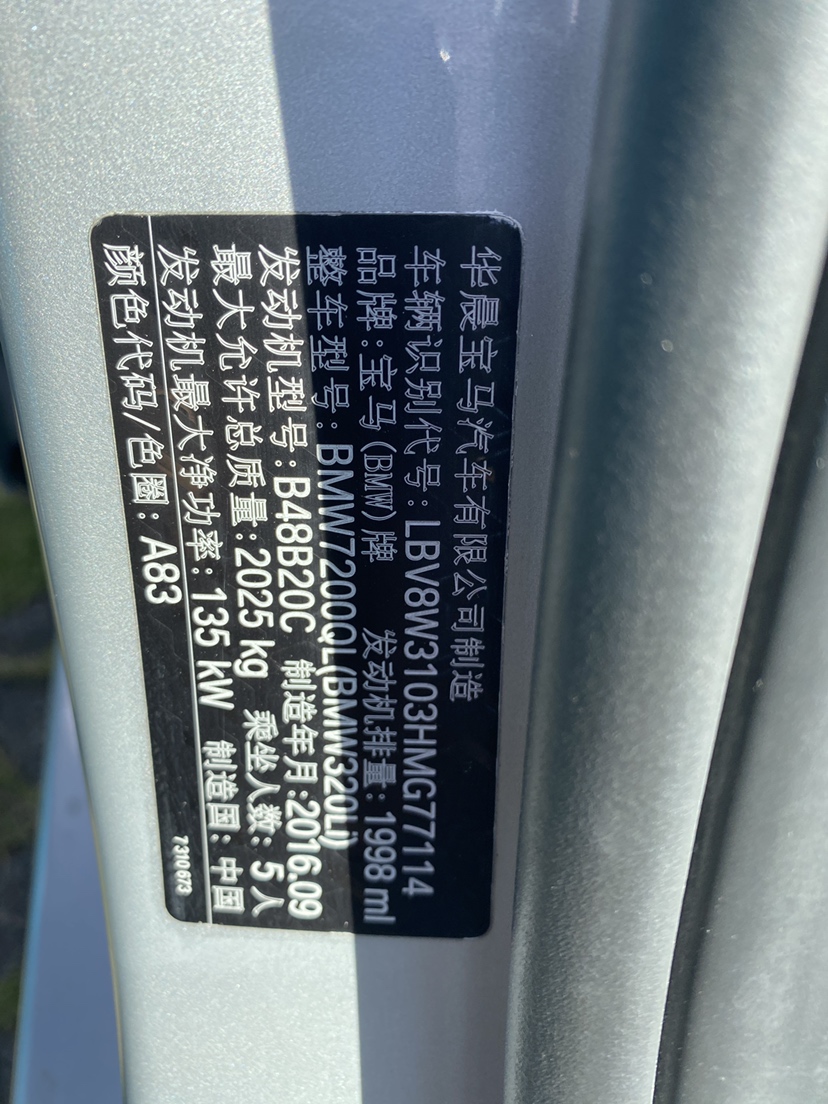 华晨宝马汽车有限公司制造
车辆识别代号: LBV8W3103HMG77114
品牌:宝马(BMW)牌 发动机排量: 1998 ml
整车型号: BMW7200QL(BMW320Li)
发动机型号: B48B20C 制造年月:2016.09
最大允许总质量:2025 kg 乘坐人数: 5人
发动机最大净功率: 135 kW 制造国: 中国
颜色代码/色圈: A83
7310673